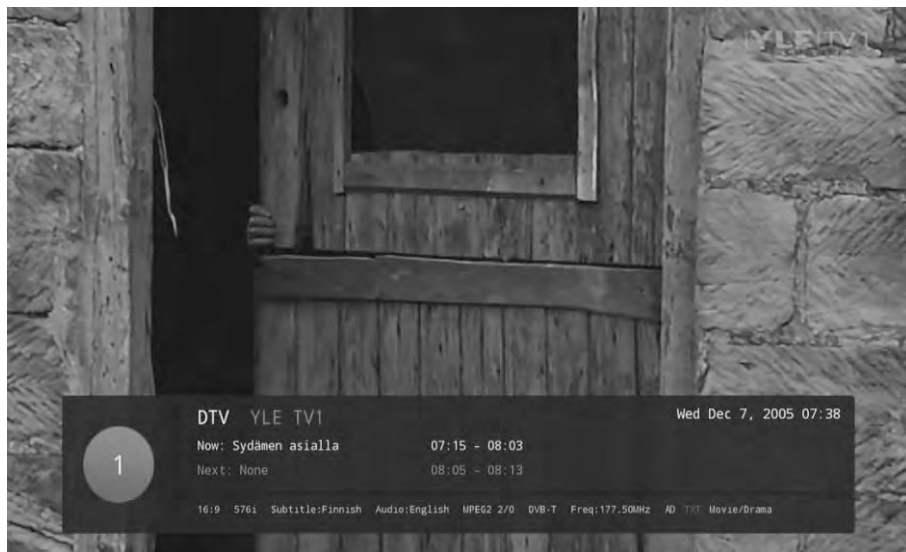 YLE TV1
DTV YLE TV1 Wed Dec 7, 2005 07:38
1
Now: Sydämen asialla 07:15 - 08:03
Next: None 08:05 - 08:13
16:9 576i Subtitle:Finnish Audio:English MPEG2 2/0 DVB-T Freq:177.50MHz AD TXT Movie/Drama